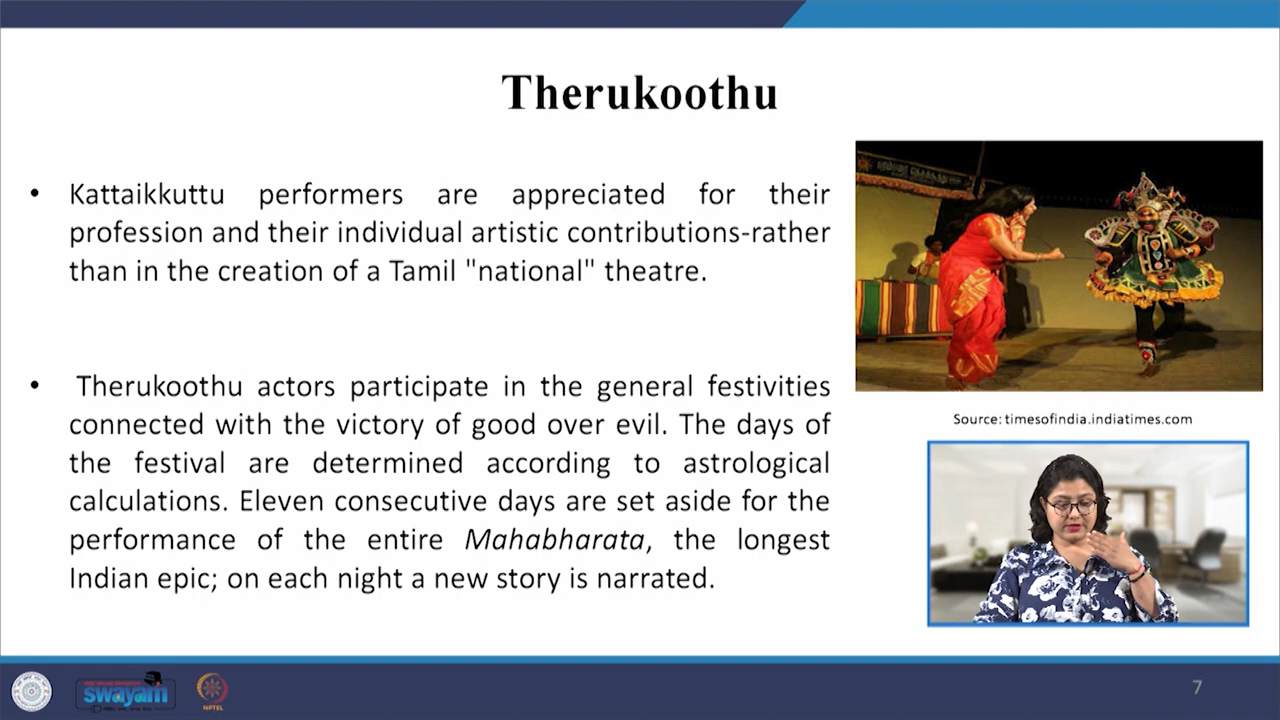 Therukoothu
• Kattaikkuttu performers are appreciated for their
profession and their individual artistic contributions-rather
than in the creation of a Tamil "national" theatre.
• Therukoothu actors participate in the general festivities
connected with the victory of good over evil. The days of
the festival are determined according to astrological
calculations. Eleven consecutive days are set aside for the
performance of the entire Mahabharata, the longest
Indian epic; on each night a new story is narrated.
Source: timesofindia.indiatimes.com
swayam
NPTEL
7